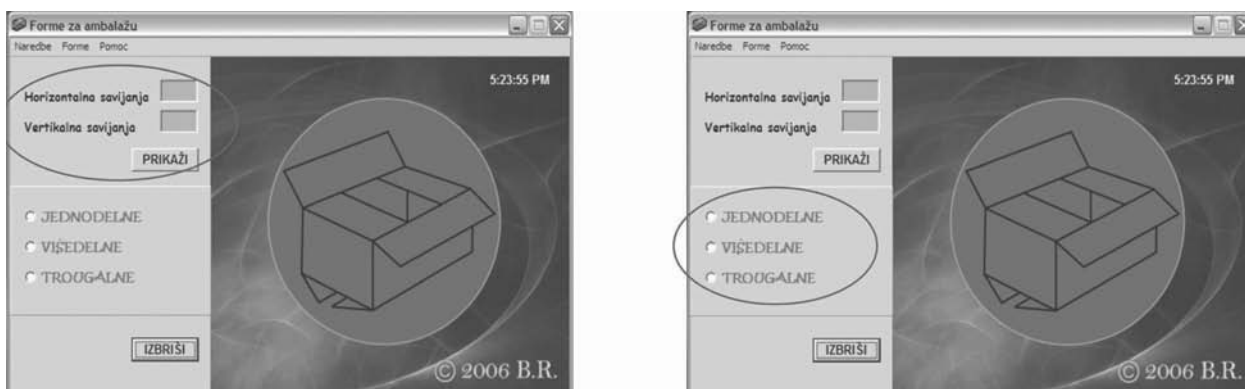 Forme za ambalažu
Naredbe Forme Pomoc
5:23:55 PM
Horizontalna savijanja
Vertikalna savijanja
PRIKAŽI
JEDNODELNE
VIŠEDELNE
TROUGALNE
IZBRIŠI
© 2006 B.R.
Forme za ambalažu
Naredbe Forme Pomoc
5:23:55 PM
Horizontalna savijanja
Vertikalna savijanja
PRIKAŽI
JEDNODELNE
VIŠEDELNE
TROUGALNE
IZBRIŠI
© 2006 B.R.